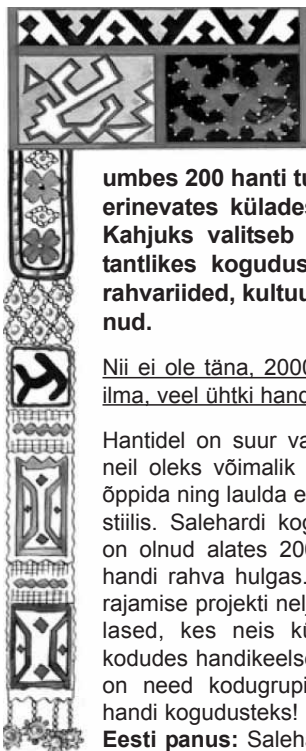 umbes 200 hanti tu
erinevates külades
Kahjuks valitseb
tantlikes kogudus
rahvariided, kultuu
nud.
Nii ei ole täna, 2000
ilma, veel ühtki hand
Hantidel on suur va
neil oleks võimalik
õppida ning laulda e
stiilis. Salehardi kog
on olnud alates 200
handi rahva hulgas.
rajamise projekti nelj
lased, kes neis kü
kodudes handikeelse
on need kodugrupi
handi kogudusteks!
Eesti panus: Saleh